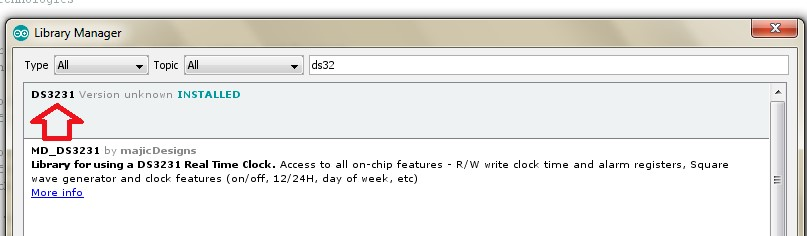 Library Manager
Type All Topic All ds32
DS3231 Version unknown INSTALLED
MD_DS3231 by majicDesigns
Library for using a DS3231 Real Time Clock. Access to all on-chip features - R/W write clock time and alarm registers, Square
wave generator and clock features (on/off, 12/24H, day of week, etc)
More info